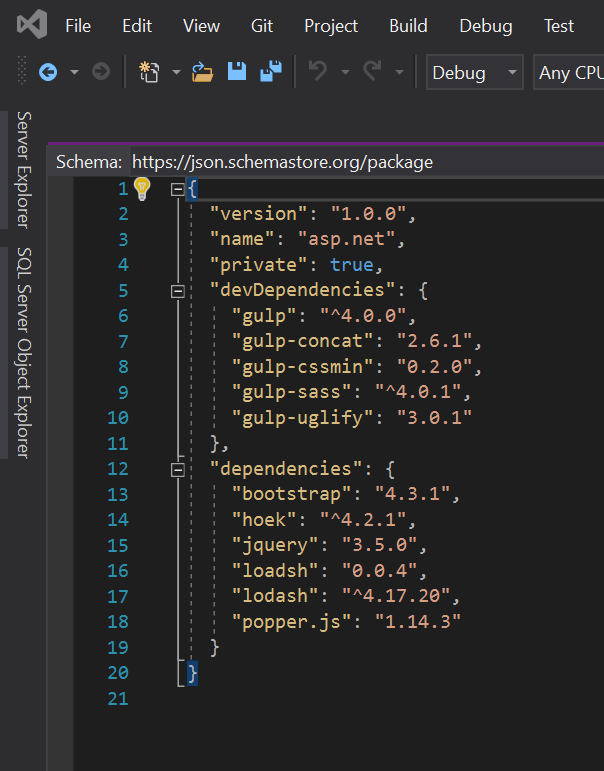 File Edit View Git Project Build Debug Test
Debug Any CPU
Server Explorer
SQL Server Object Explorer
Schema: https://json.schemastore.org/package
1 {
2 "version": "1.0.0",
3 "name": "asp.net",
4 "private": true,
5 "devDependencies": {
6 "gulp": "^4.0.0",
7 "gulp-concat": "2.6.1",
8 "gulp-cssmin": "0.2.0",
9 "gulp-sass": "^4.0.1",
10 "gulp-uglify": "3.0.1"
11 },
12 "dependencies": {
13 "bootstrap": "4.3.1",
14 "hoek": "^4.2.1",
15 "jquery": "3.5.0",
16 "loadsh": "0.0.4",
17 "lodash": "^4.17.20",
18 "popper.js": "1.14.3"
19 }
20 }
21